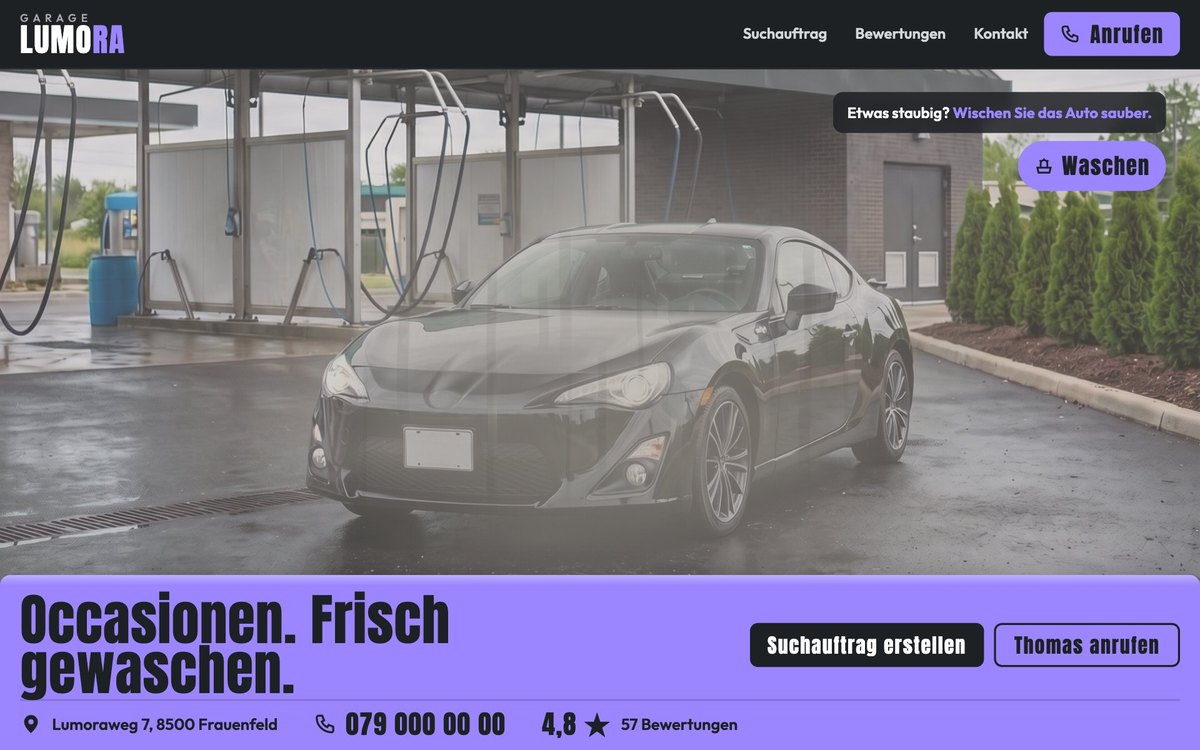 GARAGE
LUMORA
Suchauftrag
Bewertungen
Kontakt
Anrufen
Etwas staubig? Wischen Sie das Auto sauber.
Waschen
Occasionen. Frisch
gewaschen.
Suchauftrag erstellen
Thomas anrufen
Lumoraweg 7, 8500 Frauenfeld
079 000 00 00
4,8 ★ 57 Bewertungen